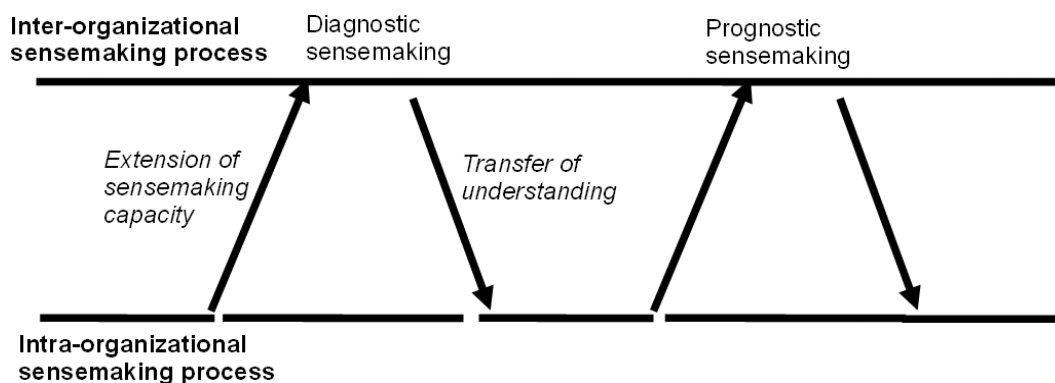 Inter-organizational
sensemaking process
Diagnostic
sensemaking
Prognostic
sensemaking
Extension of
sensemaking
capacity
Transfer of
understanding
Intra-organizational
sensemaking process